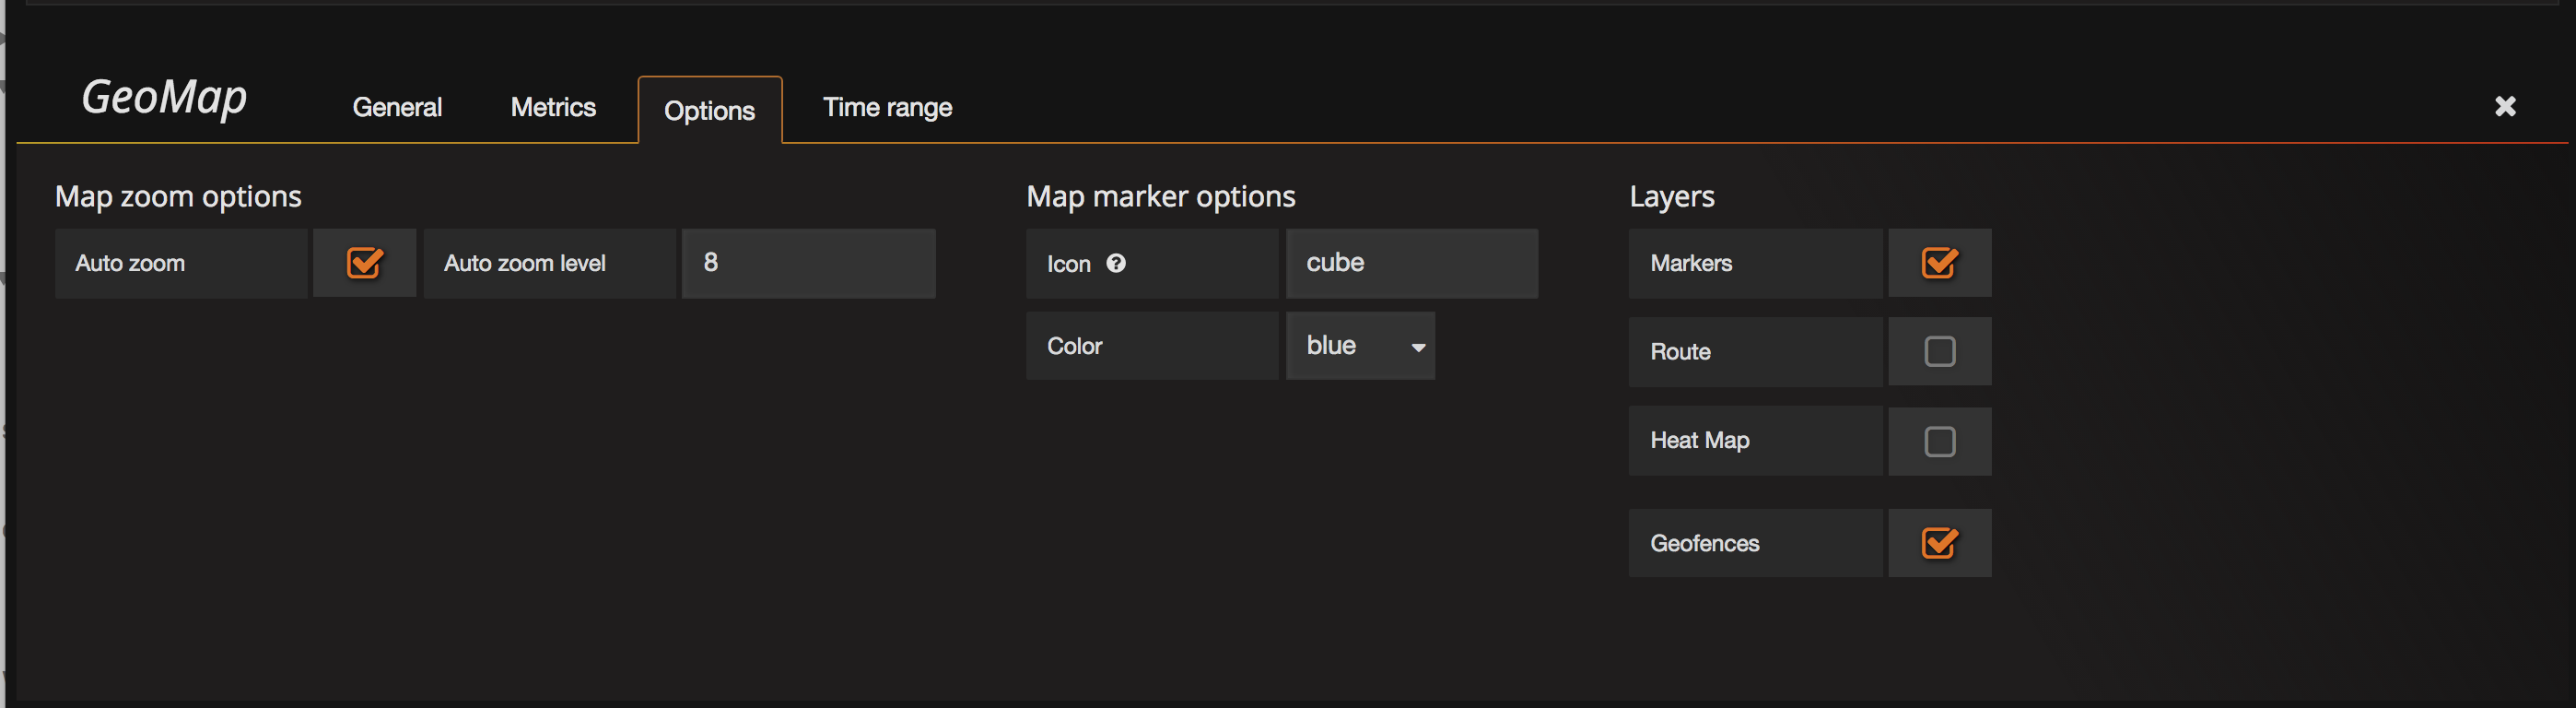 GeoMap General Metrics Options Time range
Map zoom options Map marker options Layers
Auto zoom Auto zoom level 8 Icon cube Markers
Color blue Route
Heat Map
Geofences